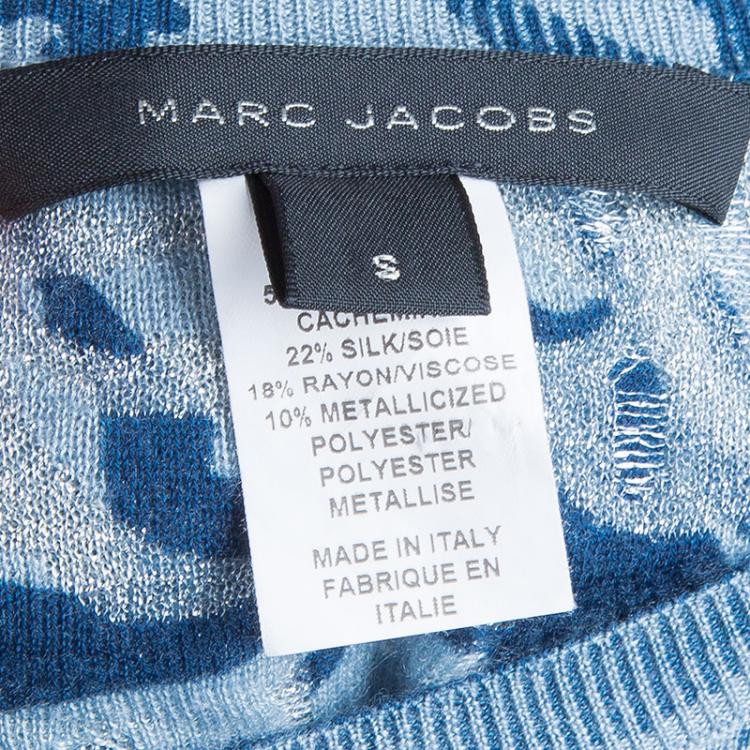 MARC JACOBS
S
5
22% SILK/SOIE
18% RAYON/VISCOSE
10% METALLICIZED
POLYESTER/
POLYESTER
METALLISE
MADE IN ITALY
FABRIQUE EN
ITALIE